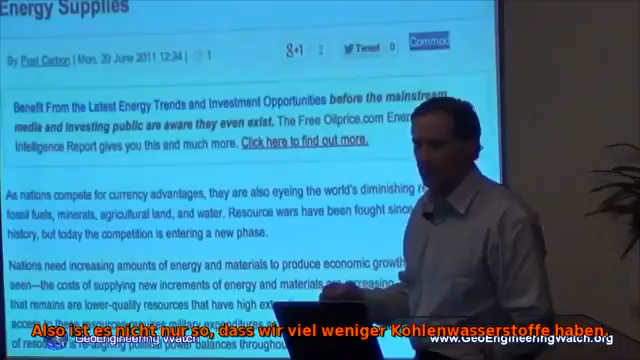 Energy Supplies
By Post Carbon | Mon, 20 June 2011 12:34 | 1
g+1 2 Tweet 0 Commod
Benefit From the Latest Energy Trends and Investment Opportunities before the mainstream
media and investing public are aware they even exist. The Free Oilprice.com Energy
Intelligence Report gives you this and much more. Click here to find out more.
As nations compete for currency advantages, they are also eyeing the world's diminishing
fossil fuels, minerals, agricultural land, and water. Resource wars have been fought since
history, but today the competition is entering a new phase.
Nations need increasing amounts of energy and materials to produce economic growth,
seen—the costs of supplying new increments of energy and materials are increasing
that remains are lower-quality resources that have high
Also ist es nicht nur so, dass wir viel weniger Kohlenwasserstoffe haben,
GeoEngineering Watch
www.GeoEngineeringWatch.org